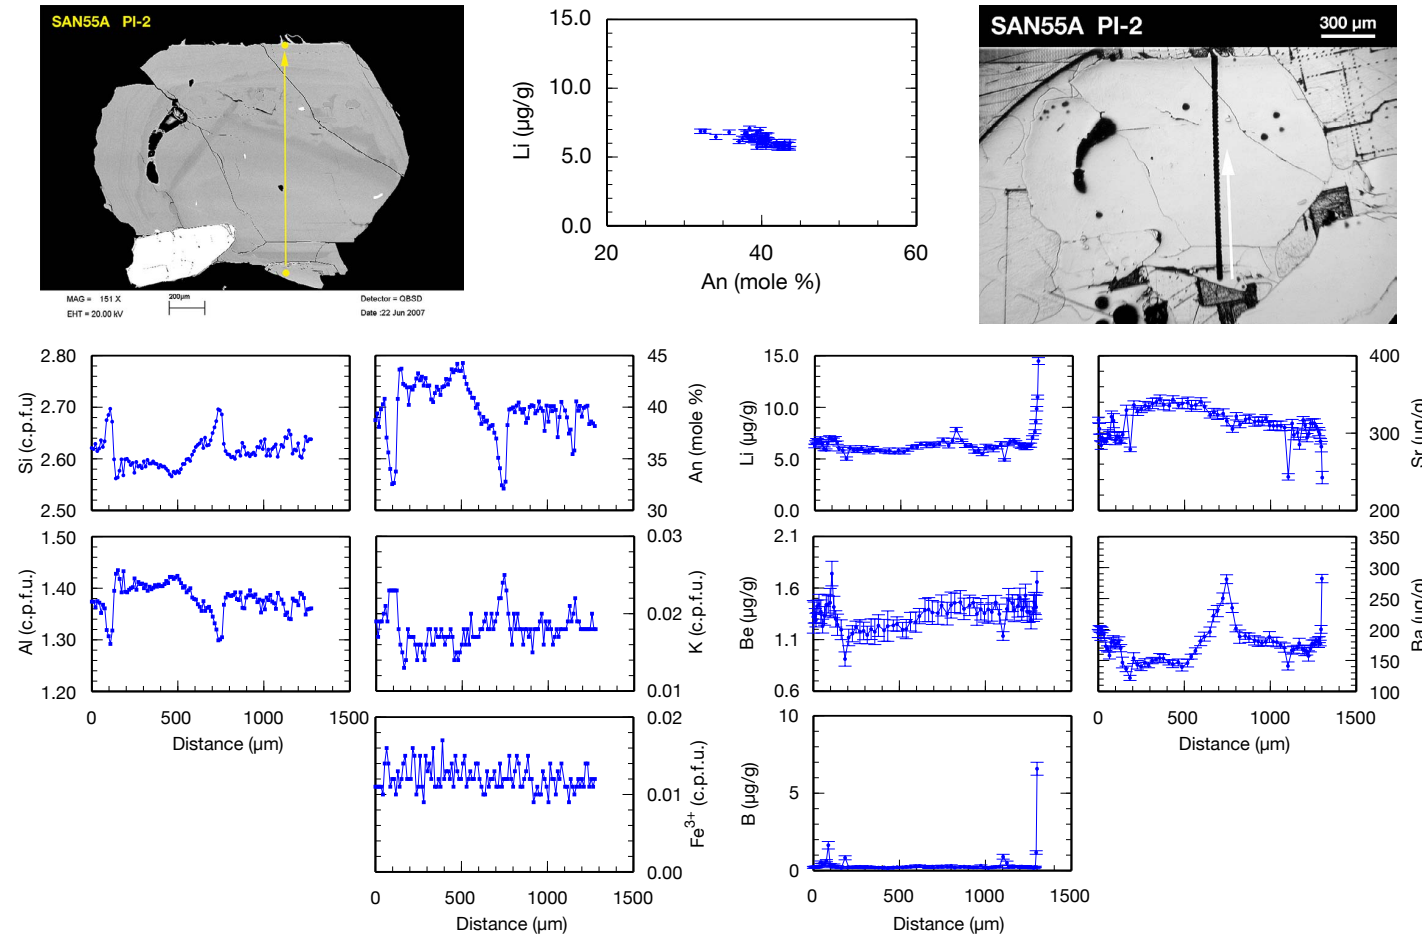 SAN55A PI-2
MAG = 151 X
EHT = 20.00 kV
200µm
Detector = QBSD
Date :22 Jun 2007
15.0
10.0
5.0
0.0
Li (µg/g)
20
40
60
An (mole %)
SAN55A PI-2
300 µm
2.80
2.70
2.60
2.50
Si (c.p.f.u)
45
40
35
30
An (mole %)
15.0
10.0
5.0
0.0
Li (µg/g)
400
300
200
Sr (µg/g)
1.50
1.40
1.30
1.20
Al (c.p.f.u.)
0
500
1000
1500
Distance (µm)
0.03
0.02
0.01
K (c.p.f.u.)
2.1
1.6
1.1
0.6
Be (µg/g)
350
300
250
200
150
100
Ba (µg/g)
0
500
1000
1500
Distance (µm)
0.02
0.01
0.00
Fe3+ (c.p.f.u.)
0
500
1000
1500
Distance (µm)
10
5
0
B (µg/g)
0
500
1000
1500
Distance (µm)